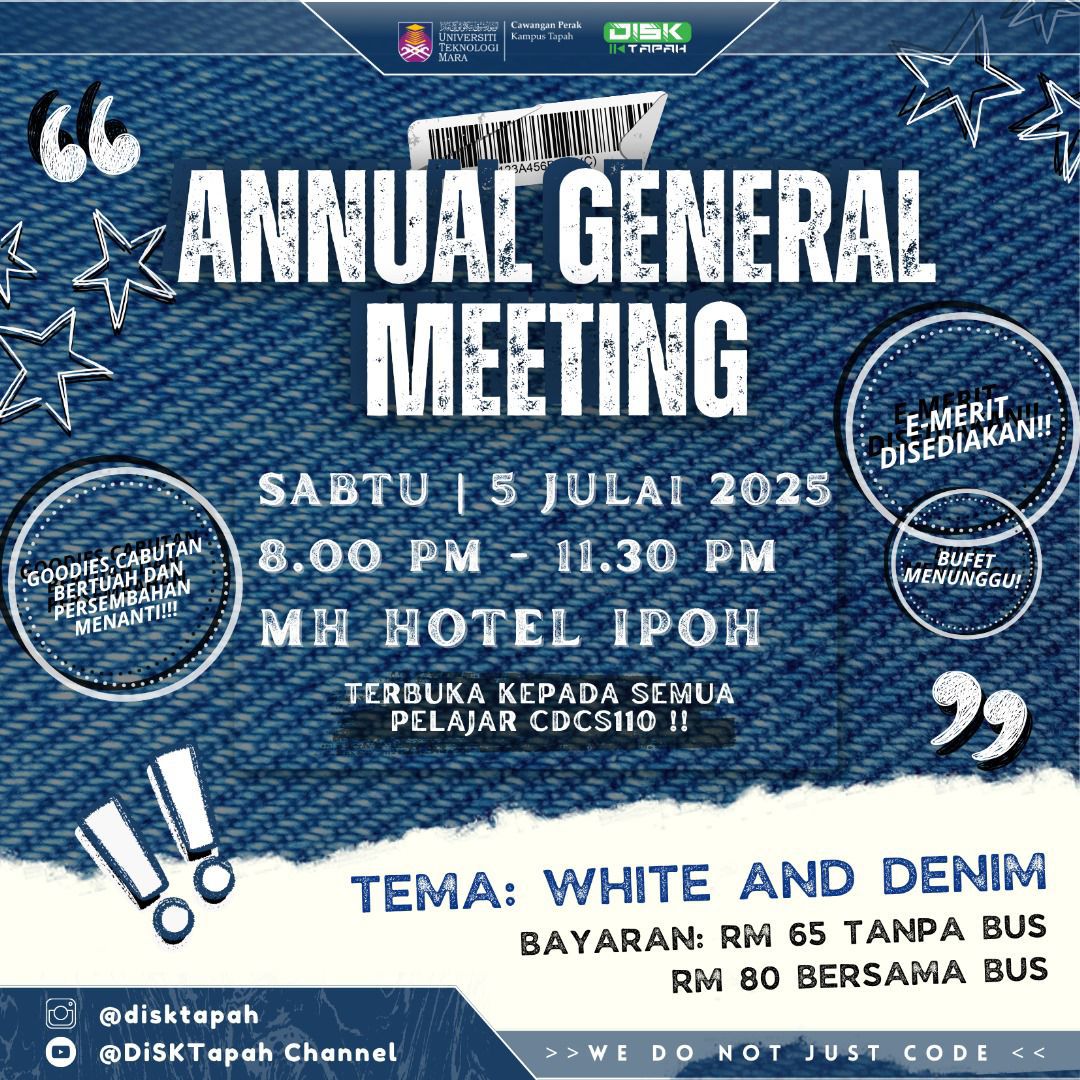 UNIVERSITI
TEKNOLOGI
MARA
Cawangan Perak
Kampus Tapah
DISK
TAPAH
ANNUAL GENERAL
MEETING
E-MERIT
DISEDIAKAN!!
SABTU | 5 JULAI 2025
8.00 PM - 11.30 PM
MH HOTEL IPOH
GOODIES,CABUTAN
BERTUAH DAN
PERSEMBAHAN
MENANTI!!!
BUFET
MENUNGGU!
TERBUKA KEPADA SEMUA
PELAJAR CDCS110 !!
TEMA: WHITE AND DENIM
BAYARAN: RM 65 TANPA BUS
RM 80 BERSAMA BUS
@disktapah
@DiSKTapah Channel
>>WE DO NOT JUST CODE <<